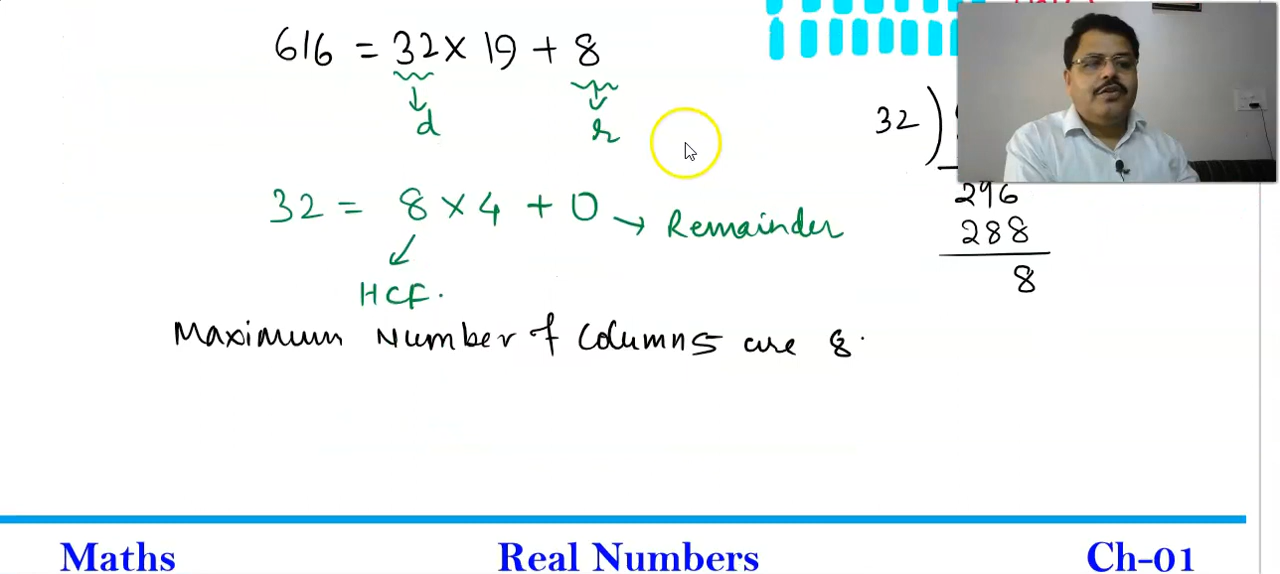 616 = 32 × 19 + 8
d
r
32
296
288
8
32 = 8 × 4 + 0 → Remainder
HCF.
Maximum Number of Columns are 8.
Maths
Real Numbers
Ch-01